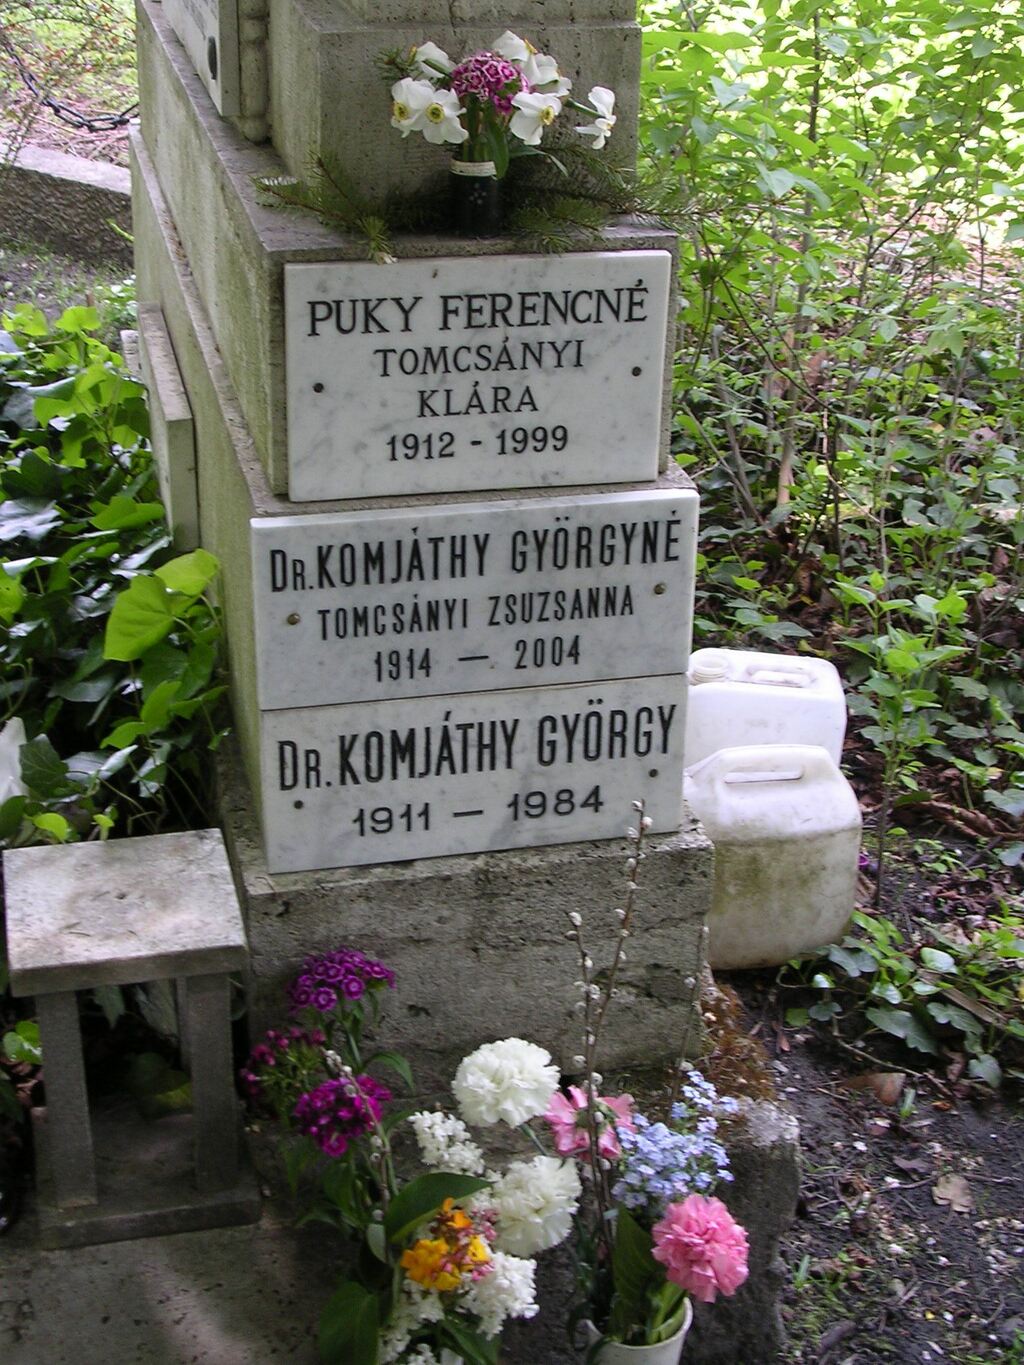 PUKY FERENCNÉ
TOMCSÁNYI
KLÁRA
1912 - 1999
DR. KOMJÁTHY GYÖRGYNÉ
TOMCSÁNYI ZSUZSANNA
1914 — 2004
DR. KOMJÁTHY GYÖRGY
1911 — 1984